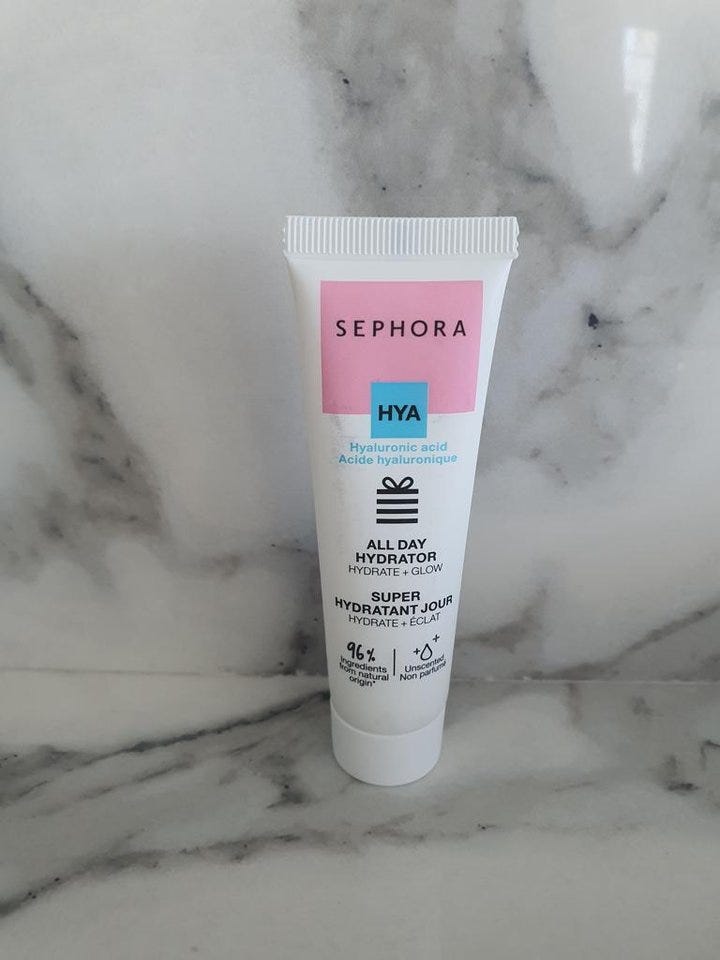 SEPHORA
HYA
Hyaluronic acid
Acide hyaluronique
ALL DAY
HYDRATOR
HYDRATE + GLOW
SUPER
HYDRATANT JOUR
HYDRATE + ÉCLAT
96%
Ingredients
from natural
origin*
Unscented
Non parfumé